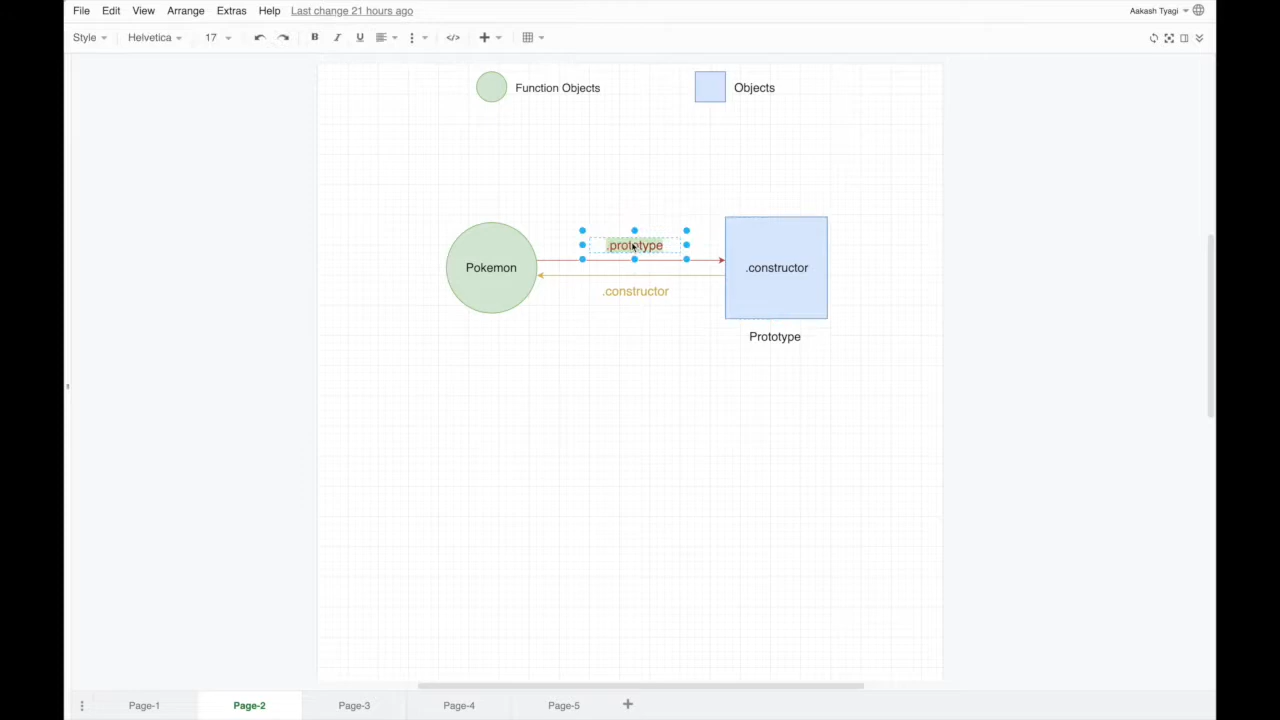 File Edit View Arrange Extras Help Last change 21 hours ago Aakash Tyagi
Style Helvetica 17 B I U </>
Function Objects Objects
.prototype
Pokemon .constructor
.constructor
Prototype
Page-1 Page-2 Page-3 Page-4 Page-5